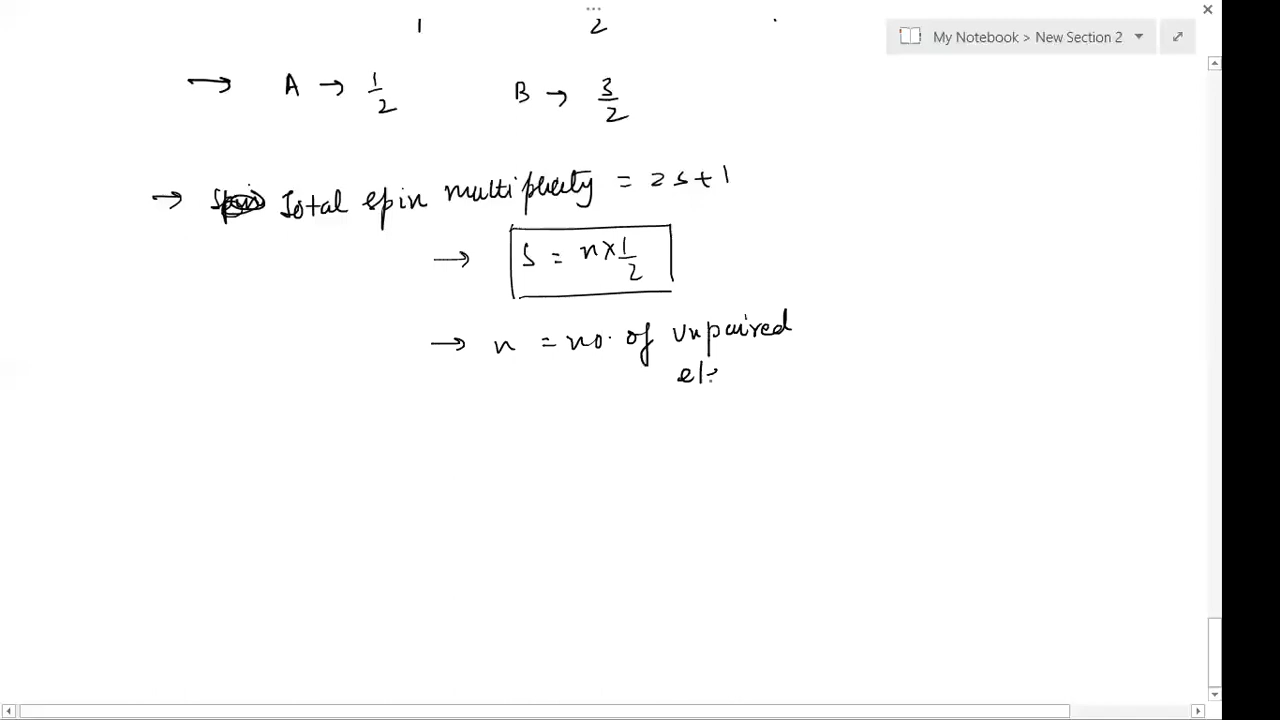 1 2
My Notebook > New Section 2
→ A → 1/2 B → 3/2
→ Total spin multiplicity = 2s+1
→ S = n×1/2
→ n = no. of unpaired
el